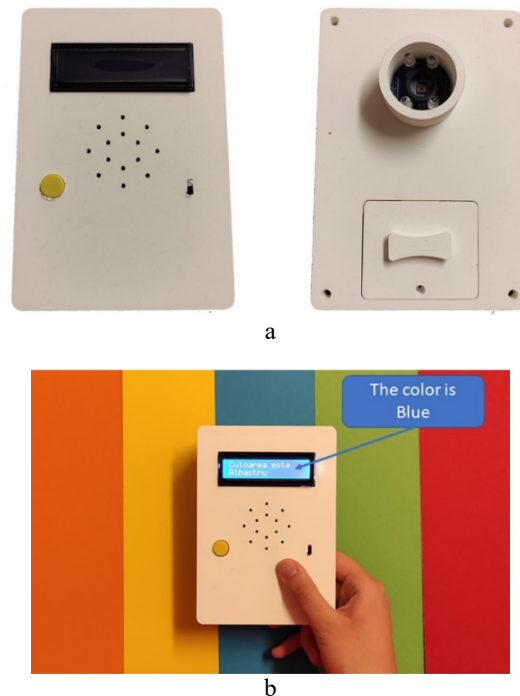 a
The color is
Blue
Culoarea este
Albastru
b